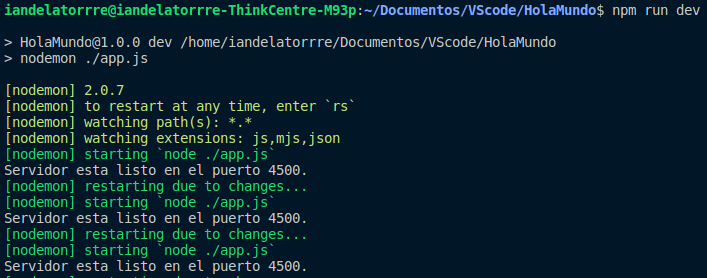 iandelatorrre@iandelatorrre-ThinkCentre-M93p:~/Documentos/VScode/HolaMundo$ npm run dev
> HolaMundo@1.0.0 dev /home/iandelatorrre/Documentos/VScode/HolaMundo
> nodemon ./app.js
[nodemon] 2.0.7
[nodemon] to restart at any time, enter `rs`
[nodemon] watching path(s): *.*
[nodemon] watching extensions: js,mjs,json
[nodemon] starting `node ./app.js`
Servidor esta listo en el puerto 4500.
[nodemon] restarting due to changes...
[nodemon] starting `node ./app.js`
Servidor esta listo en el puerto 4500.
[nodemon] restarting due to changes...
[nodemon] starting `node ./app.js`
Servidor esta listo en el puerto 4500.